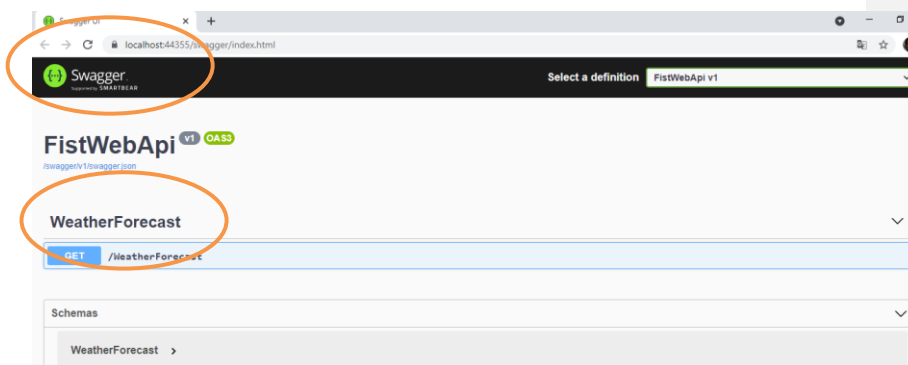 Swagger UI
localhost:44355/swagger/index.html
Swagger.
Supported by SMARTBEAR
Select a definition
FistWebApi v1
FistWebApi v1 OAS3
/swagger/v1/swagger.json
WeatherForecast
GET /WeatherForecast
Schemas
WeatherForecast